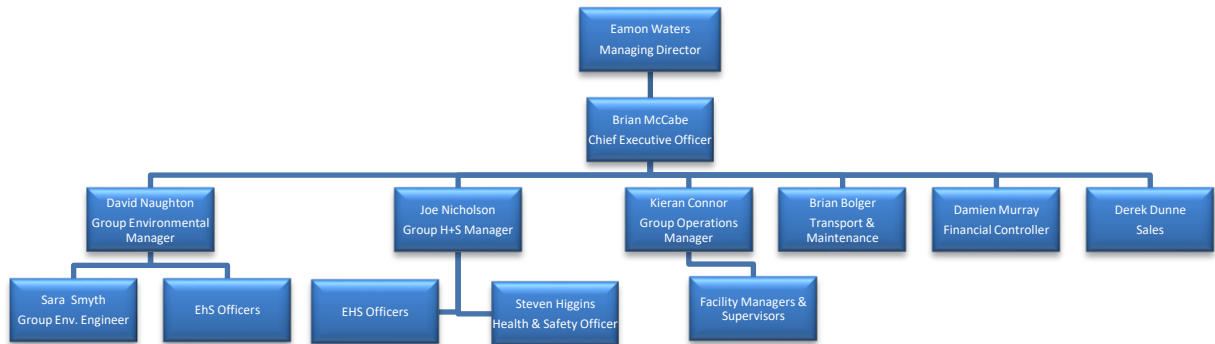 Eamon Waters
Managing Director
Brian McCabe
Chief Executive Officer
David Naughton
Group Environmental
Manager
Joe Nicholson
Group H+S Manager
Kieran Connor
Group Operations
Manager
Brian Bolger
Transport &
Maintenance
Damien Murray
Financial Controller
Derek Dunne
Sales
Sara Smyth
Group Env. Engineer
EhS Officers
EHS Officers
Steven Higgins
Health & Safety Officer
Facility Managers &
Supervisors